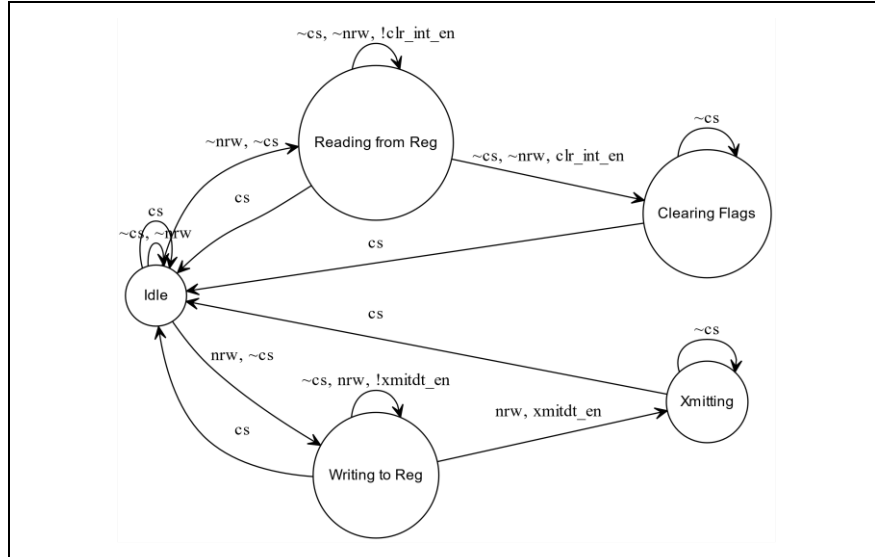 ~cs, ~nrw, !clr_int_en
Reading from Reg
~nrw, ~cs
~cs, ~nrw, clr_int_en
~cs
Clearing Flags
cs
cs
~cs, ~nrw
cs
Idle
cs
nrw, ~cs
~cs, nrw, !xmitdt_en
~cs
Xmitting
nrw, xmitdt_en
cs
Writing to Reg